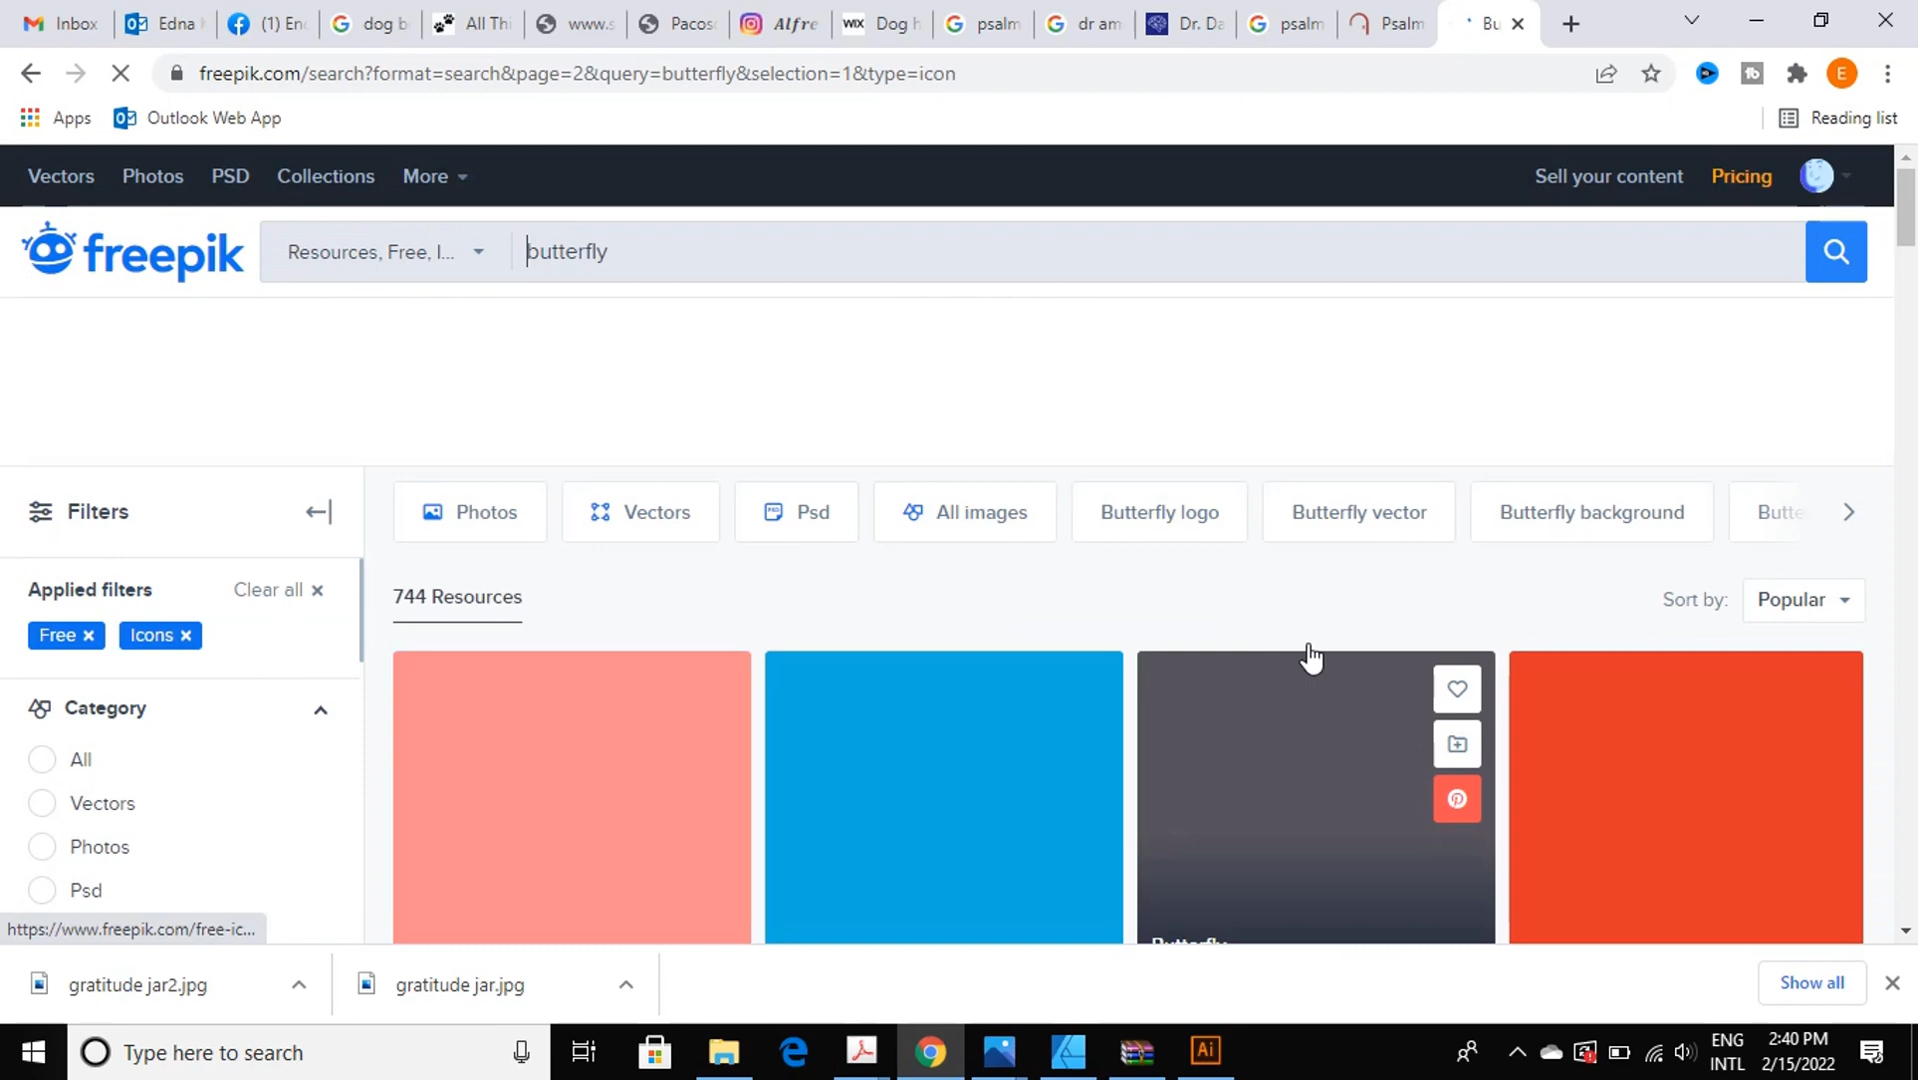 Inbox
Edna
(1) Enc
dog b
All Thi
www.s
Pacoso
Alfre
WIX Dog h
psalm
dr am
Dr. Da
psalm
Psalm
Bu
freepik.com/search?format=search&page=2&query=butterfly&selection=1&type=icon
E
Apps
Outlook Web App
Reading list
Vectors
Photos
PSD
Collections
More
Sell your content
Pricing
freepik
Resources, Free, I...
butterfly
Filters
Photos
Vectors
Psd
All images
Butterfly logo
Butterfly vector
Butterfly background
Butte
Applied filters
Clear all
Free
Icons
744 Resources
Sort by:
Popular
Category
All
Vectors
Photos
Psd
Butterfly
https://www.freepik.com/free-ic...
gratitude jar2.jpg
gratitude jar.jpg
Show all
Type here to search
Ai
ENG
INTL
2:40 PM
2/15/2022